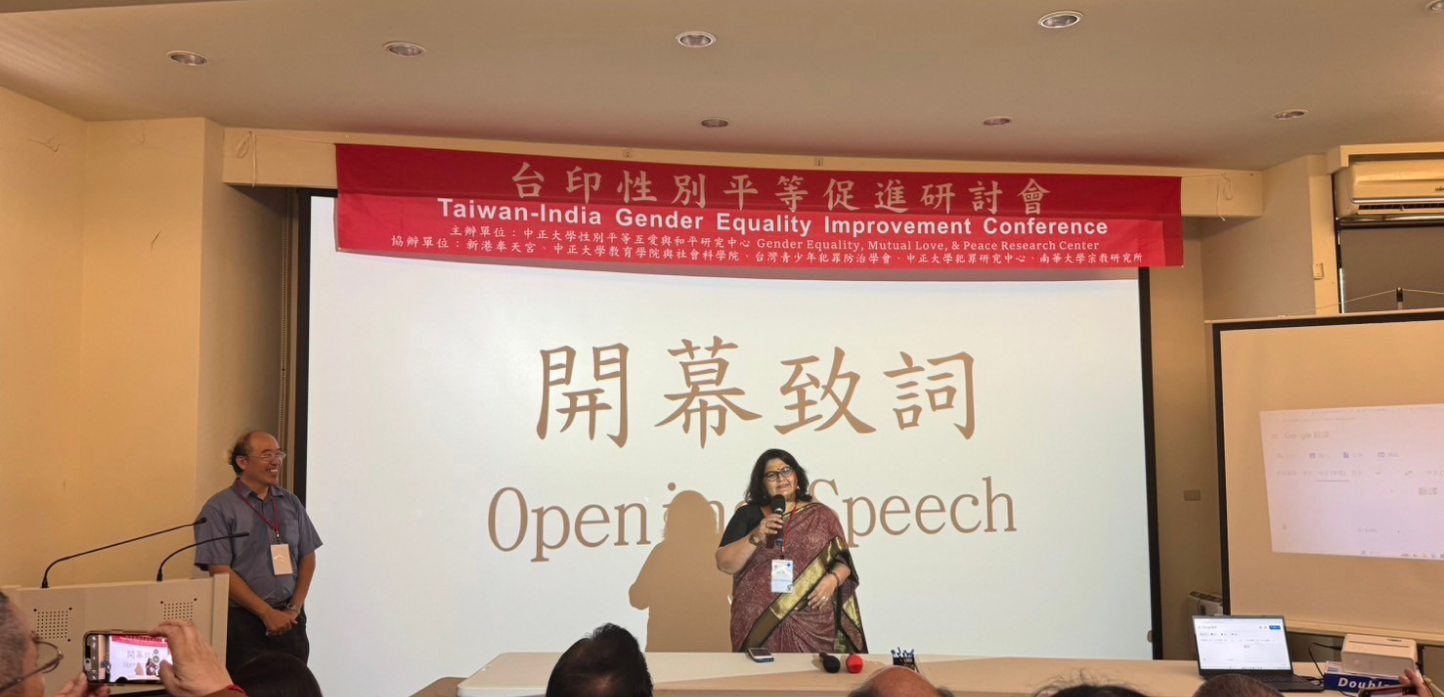 台印性別平等促進研討會
Taiwan-India Gender Equality Improvement Conference
主辦單位：中正大學性別平等互愛與和平研究中心 Gender Equality, Mutual Love, & Peace Research Center
協辦單位：新港奉天宮、中正大學教育學院與社會科學院、台灣青少年犯罪防治學會、中正大學犯罪研究中心、南華大學宗教研究所
開幕致詞
Opening Speech